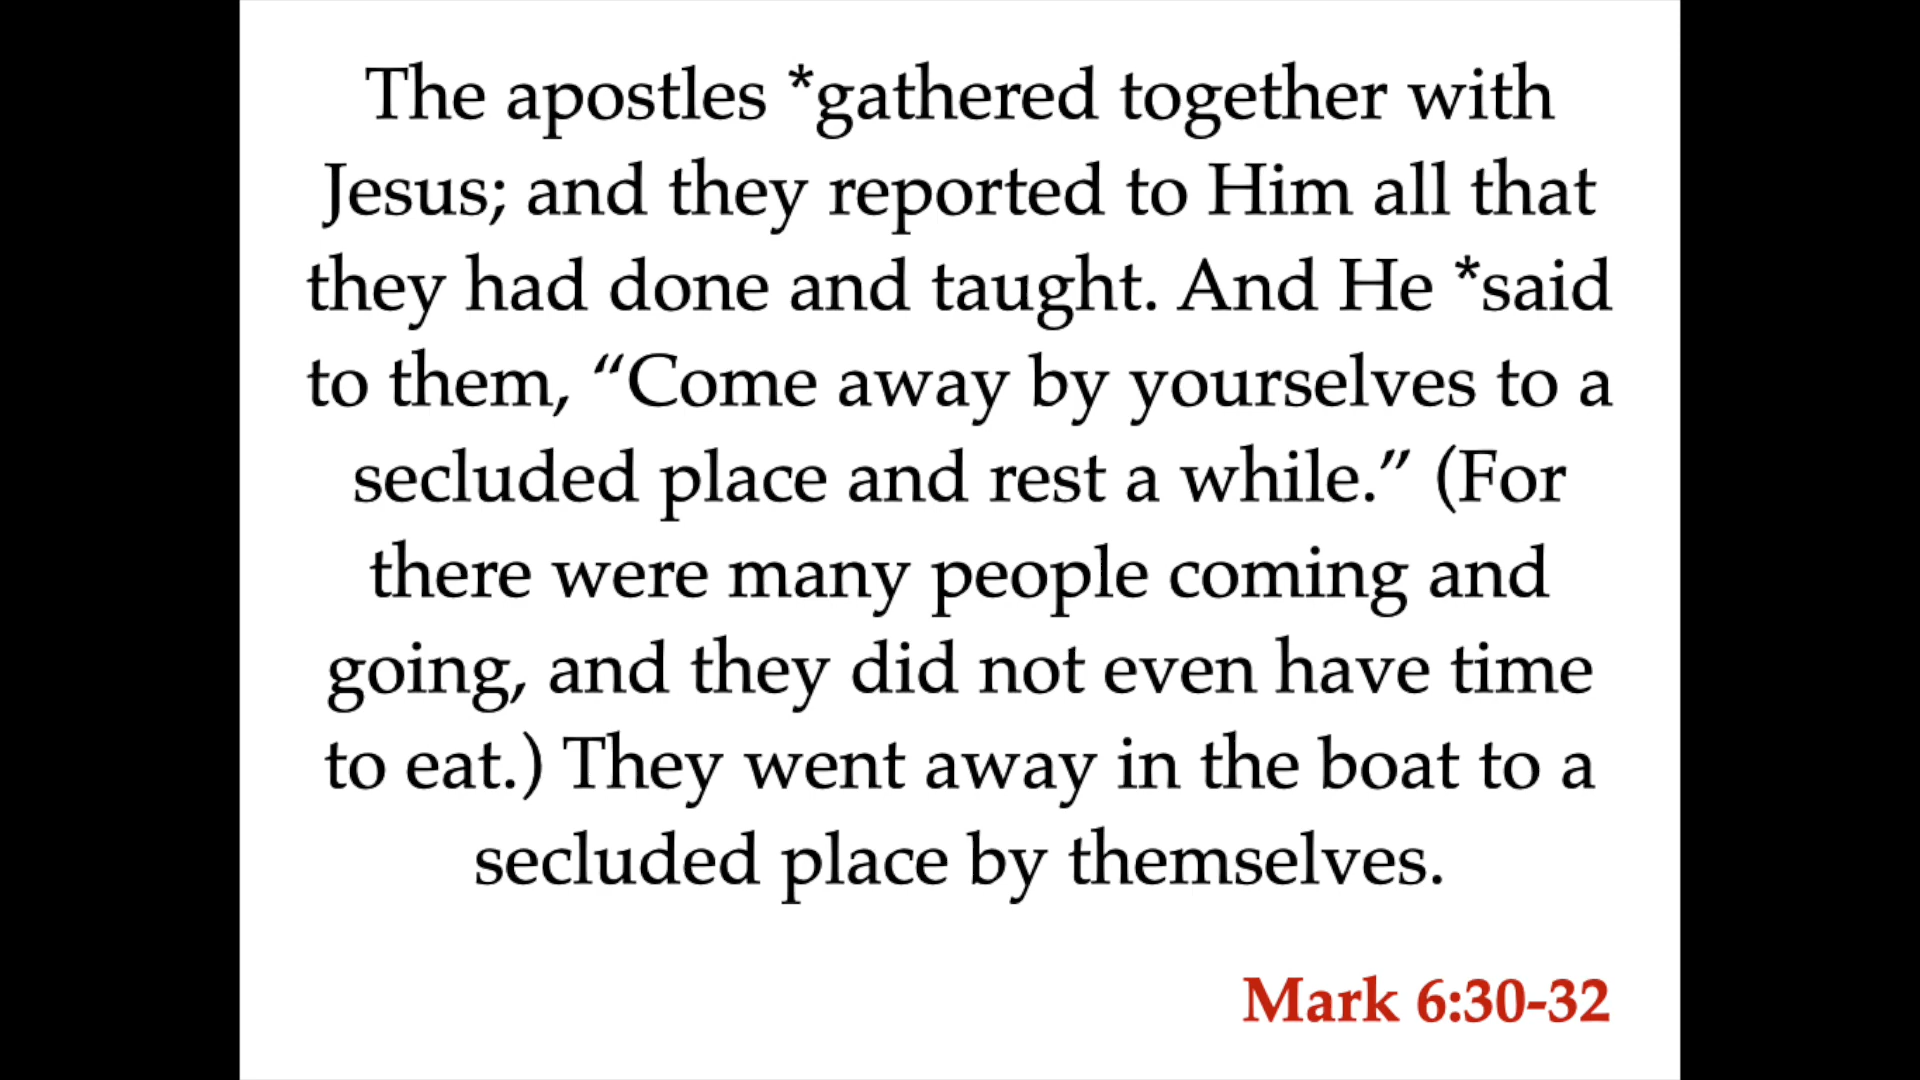 The apostles *gathered together with
Jesus; and they reported to Him all that
they had done and taught. And He *said
to them, “Come away by yourselves to a
secluded place and rest a while.” (For
there were many people coming and
going, and they did not even have time
to eat.) They went away in the boat to a
secluded place by themselves.
Mark 6:30-32